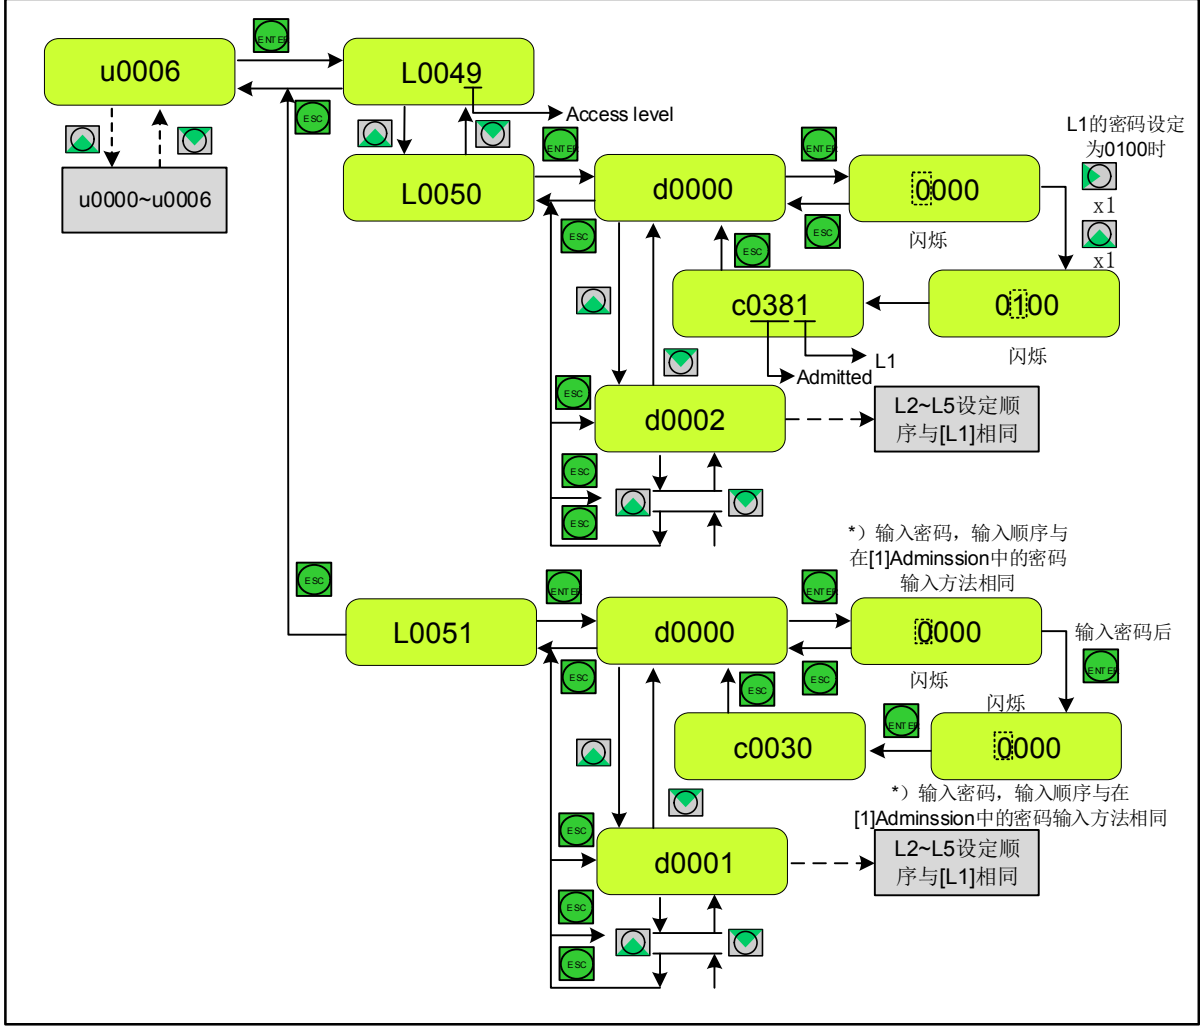 ENTER
u0006
L0049
ESC
Access level
u0000~u0006
L0050
ENTER
d0000
ENTER
0000
L1的密码设定
为0100时
x1
x1
ESC
ESC
闪烁
ESC
c0381
0100
L1
Admitted
闪烁
ESC
d0002
L2~L5设定顺
序与[L1]相同
ESC
ESC
*）输入密码，输入顺序与
在[1]Adminssion中的密码
输入方法相同
ESC
L0051
ENTER
d0000
ENTER
0000
输入密码后
ENTER
ESC
ESC
闪烁
ESC
闪烁
c0030
ENTER
0000
*）输入密码，输入顺序与在
[1]Adminssion中的密码输入方法相同
ESC
d0001
L2~L5设定顺
序与[L1]相同
ESC
ESC